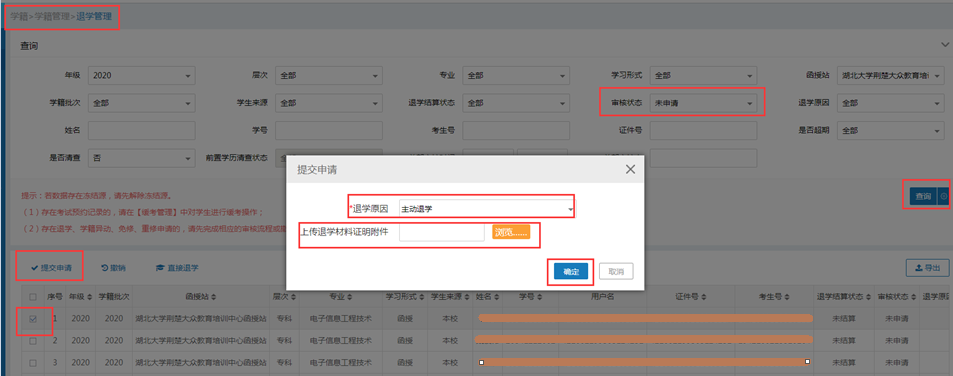 学籍>学籍管理>退学管理
查询
年级 2020 层次 全部 专业 全部 学习形式 全部 函授站 湖北大学荆楚大众教育培训
学籍批次 全部 学生来源 全部 退学结算状态 全部 审核状态 未申请 退学原因 全部
姓名 学号 考生号 证件号 是否超期 全部
是否清查 否 前置学历清查状态
提交申请
提示：若数据存在冻结源，请先解除冻结源。
查询
*退学原因 主动退学
（1）存在考试预约记录的，请在【缓考管理】中对学生进行缓考操作；
（2）存在退学、学籍异动、免修、重修申请的，请先完成相应的审核流程或
上传退学材料证明附件 浏览......
确定 取消
提交申请 撤销 直接退学 导出
序号 年级 学籍批次 函授站 层次 专业 学习形式 学生来源 姓名 学号 用户名 证件号 考生号 退学结算状态 审核状态 退学原
1 2020 2020 湖北大学荆楚大众教育培训中心函授站 专科 电子信息工程技术 函授 本校 未结算 未申请
2 2020 2020 湖北大学荆楚大众教育培训中心函授站 专科 电子信息工程技术 函授 本校 未结算 未申请
3 2020 2020 湖北大学荆楚大众教育培训中心函授站 专科 电子信息工程技术 函授 本校 未结算 未申请